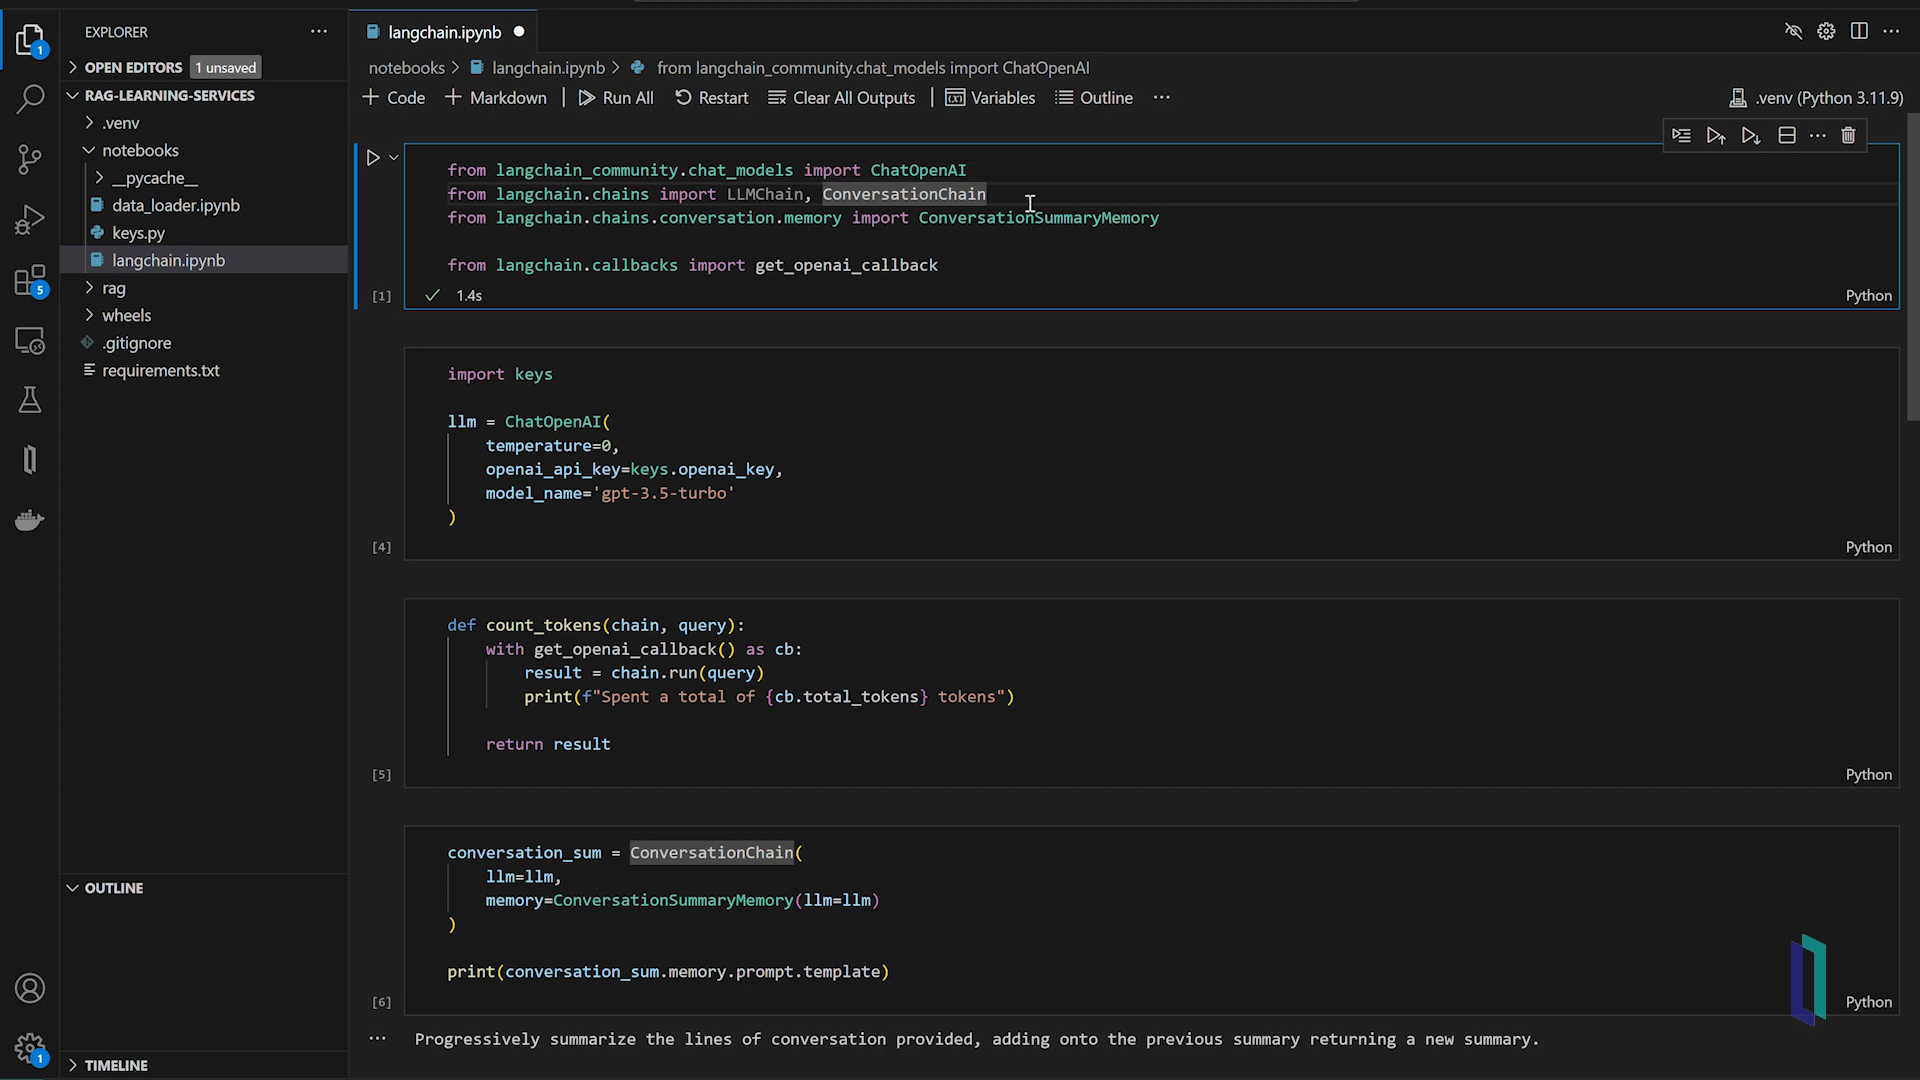 EXPLORER
OPEN EDITORS 1 unsaved
RAG-LEARNING-SERVICES
.venv
notebooks
__pycache__
data_loader.ipynb
keys.py
langchain.ipynb
rag
wheels
.gitignore
requirements.txt
OUTLINE
TIMELINE
1
5
1
langchain.ipynb
notebooks > langchain.ipynb > from langchain_community.chat_models import ChatOpenAI
Code Markdown Run All Restart Clear All Outputs Variables Outline ... .venv (Python 3.11.9)
from langchain_community.chat_models import ChatOpenAI
from langchain.chains import LLMChain, ConversationChain
from langchain.chains.conversation.memory import ConversationSummaryMemory
from langchain.callbacks import get_openai_callback
[1] 1.4s Python
import keys
llm = ChatOpenAI(
temperature=0,
openai_api_key=keys.openai_key,
model_name='gpt-3.5-turbo'
)
[4] Python
def count_tokens(chain, query):
with get_openai_callback() as cb:
result = chain.run(query)
print(f"Spent a total of {cb.total_tokens} tokens")
return result
[5] Python
conversation_sum = ConversationChain(
llm=llm,
memory=ConversationSummaryMemory(llm=llm)
)
print(conversation_sum.memory.prompt.template)
[6] Python
... Progressively summarize the lines of conversation provided, adding onto the previous summary returning a new summary.